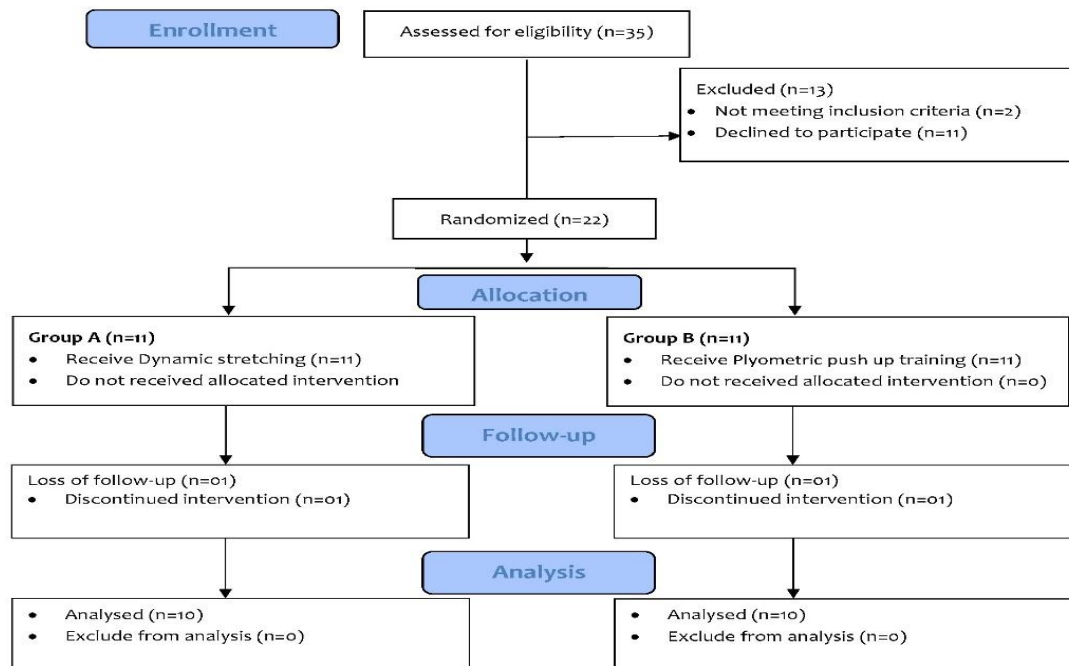 Enrollment
Assessed for eligibility (n=35)
Excluded (n=13)
• Not meeting inclusion criteria (n=2)
• Declined to participate (n=11)
Randomized (n=22)
Allocation
Group A (n=11)
• Receive Dynamic stretching (n=11)
• Do not received allocated intervention
Group B (n=11)
• Receive Plyometric push up training (n=11)
• Do not received allocated intervention (n=0)
Follow-up
Loss of follow-up (n=01)
• Discontinued intervention (n=01)
Loss of follow-up (n=01)
• Discontinued intervention (n=01)
Analysis
• Analysed (n=10)
• Exclude from analysis (n=0)
• Analysed (n=10)
• Exclude from analysis (n=0)